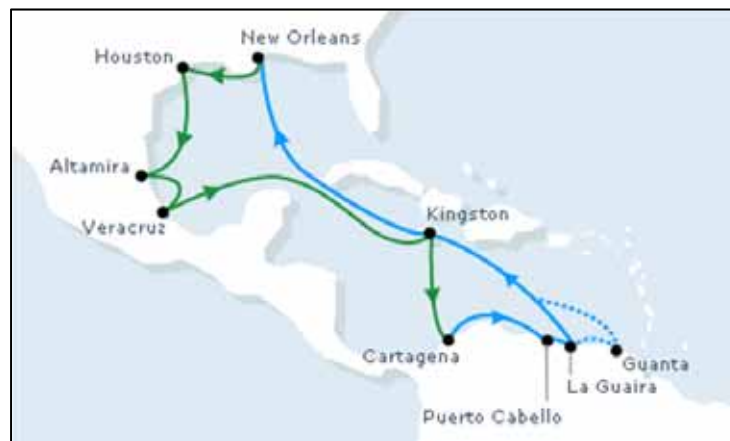 New Orleans
Houston
Altamira
Veracruz
Kingston
Cartagena
Guanta
La Guaira
Puerto Cabello